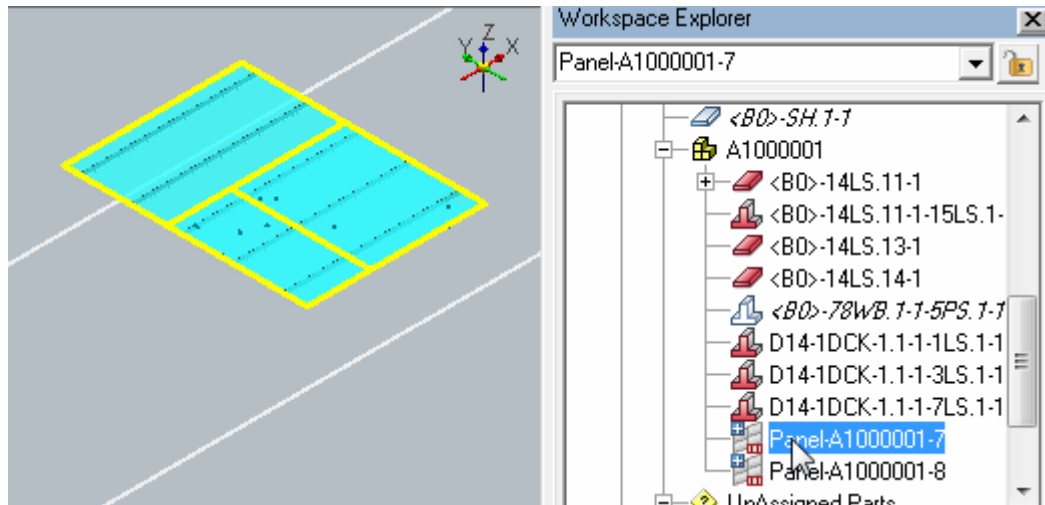 Workspace Explorer
Y Z X
Panel-A1000001-7
<B0>-SH.1-1
A1000001
<B0>-14LS.11-1
<B0>-14LS.11-1-15LS.1-
<B0>-14LS.13-1
<B0>-14LS.14-1
<B0>-78WB.1-1-5PS.1-1
D14-1DCK-1.1-1-1LS.1-1
D14-1DCK-1.1-1-3LS.1-1
D14-1DCK-1.1-1-7LS.1-1
Panel-A1000001-7
Panel-A1000001-8
UnAssigned Parts